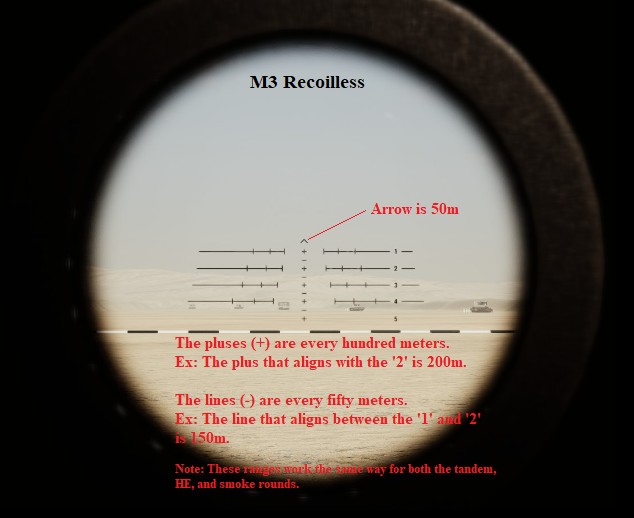 M3 Recoilless
Arrow is 50m
1
2
3
4
5
The pluses (+) are every hundred meters.
Ex: The plus that aligns with the '2' is 200m.
The lines (-) are every fifty meters.
Ex: The line that aligns between the '1' and '2'
is 150m.
Note: These ranges work the same way for both the tandem,
HE, and smoke rounds.